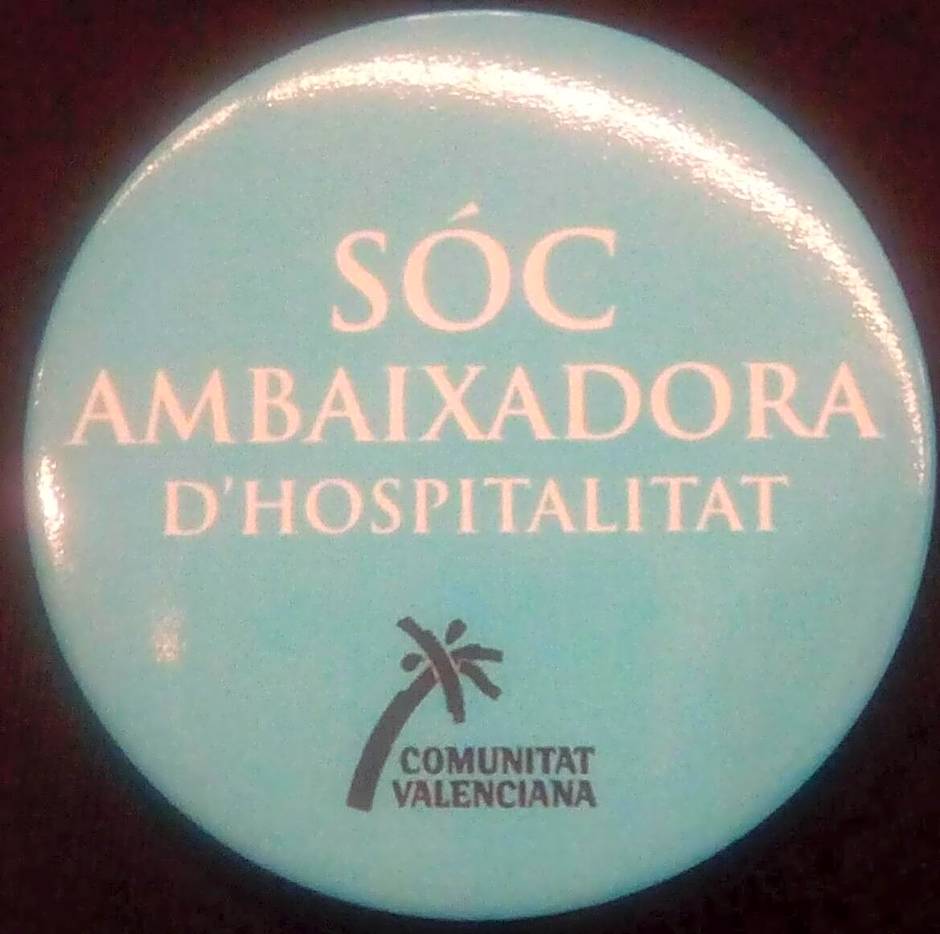 SÓC
AMBAIXADORA
D'HOSPITALITAT
COMUNITAT
VALENCIANA